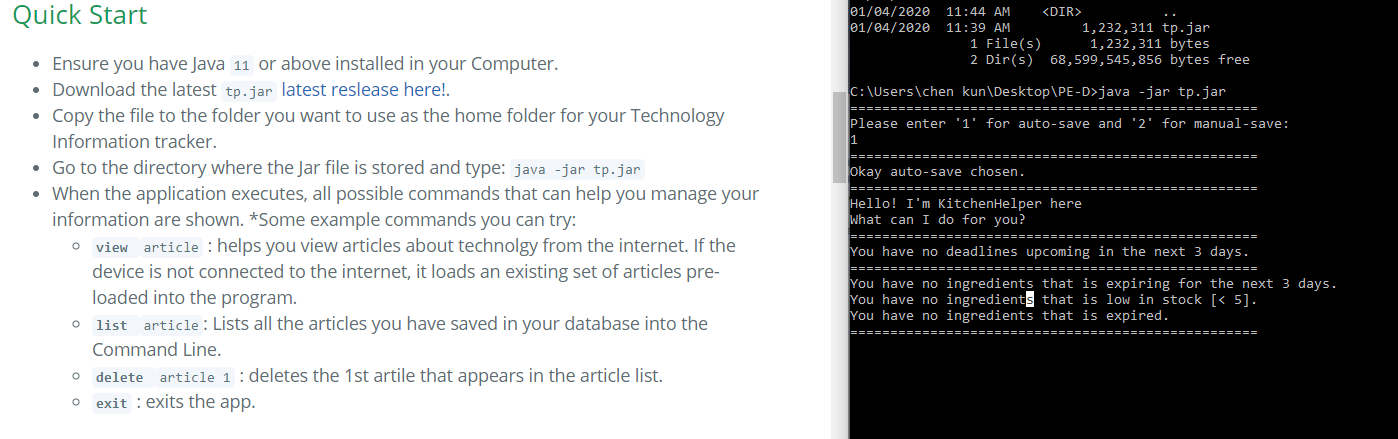 Quick Start
Ensure you have Java 11 or above installed in your Computer.
Download the latest tp.jar latest reslease here!.
Copy the file to the folder you want to use as the home folder for your Technology
Information tracker.
Go to the directory where the Jar file is stored and type: java -jar tp.jar
When the application executes, all possible commands that can help you manage your
information are shown. *Some example commands you can try:
view article : helps you view articles about technolgy from the internet. If the
device is not connected to the internet, it loads an existing set of articles pre-
loaded into the program.
list article : Lists all the articles you have saved in your database into the
Command Line.
delete article 1 : deletes the 1st artile that appears in the article list.
exit : exits the app.
01/04/2020 11:44 AM <DIR> ..
01/04/2020 11:39 AM 1,232,311 tp.jar
1 File(s) 1,232,311 bytes
2 Dir(s) 68,599,545,856 bytes free
C:\Users\chen kun\Desktop\PE-D>java -jar tp.jar
===================================================
Please enter '1' for auto-save and '2' for manual-save:
1
===================================================
Okay auto-save chosen.
===================================================
Hello! I'm KitchenHelper here
What can I do for you?
===================================================
You have no deadlines upcoming in the next 3 days.
===================================================
You have no ingredients that is expiring for the next 3 days.
You have no ingredients that is low in stock [< 5].
You have no ingredients that is expired.
===================================================